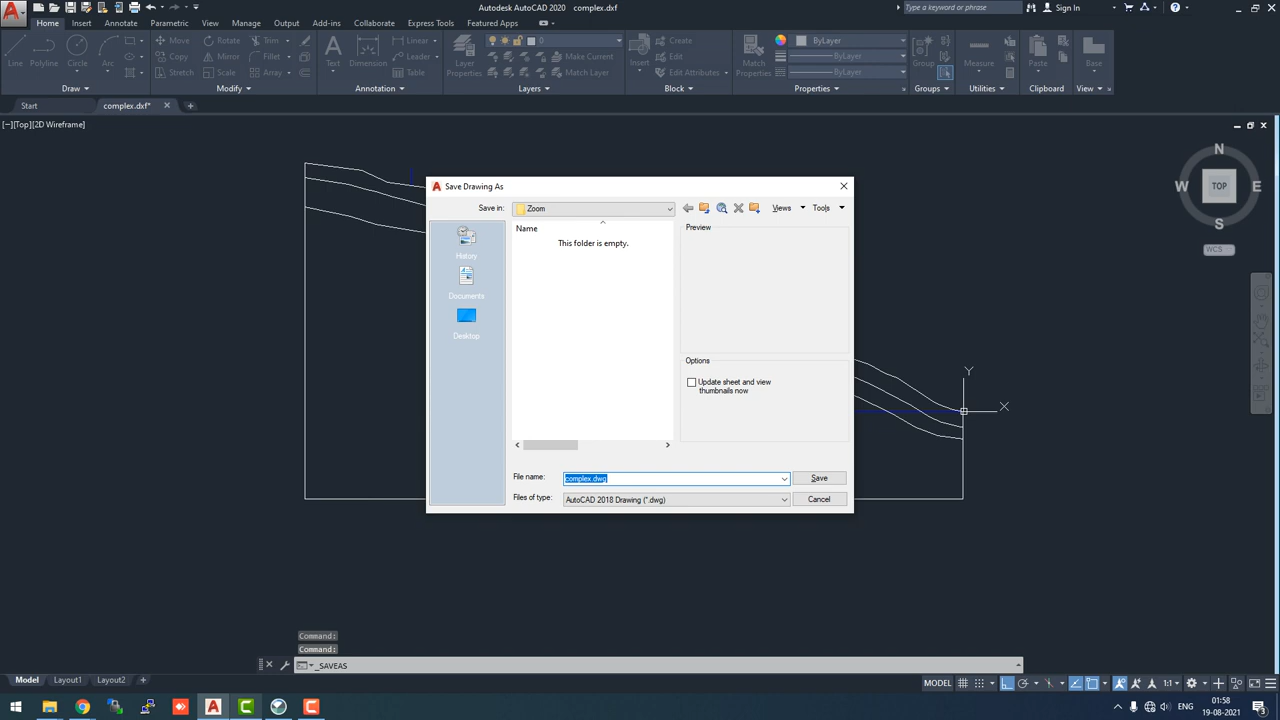 Autodesk AutoCAD 2020 complex.dxf
Type a keyword or phrase
Sign In
Home Insert Annotate Parametric View Manage Output Add-ins Collaborate Express Tools Featured Apps
Line Polyline Circle Arc
Move Rotate Trim
Copy Mirror Fillet
Stretch Scale Array
Text Dimension
Linear
Leader
Table
Layer Properties
0
Make Current
Match Layer
Insert
Create
Edit
Edit Attributes
Match Properties
ByLayer
ByLayer
ByLayer
Group
Measure
Paste
Base
Draw Modify Annotation Layers Block Properties Groups Utilities Clipboard View
Start complex.dxf*
[−][Top][2D Wireframe]
N
W TOP E
S
WCS
Save Drawing As
Save in: Zoom
Views Tools
Name
This folder is empty.
Preview
History
Documents
Desktop
Options
Update sheet and view
thumbnails now
File name: complex.dwg Save
Files of type: AutoCAD 2018 Drawing (*.dwg) Cancel
Y
X
Command:
Command:
_SAVEAS
Model Layout1 Layout2
MODEL
1:1
ENG
01:58
19-08-2021
2